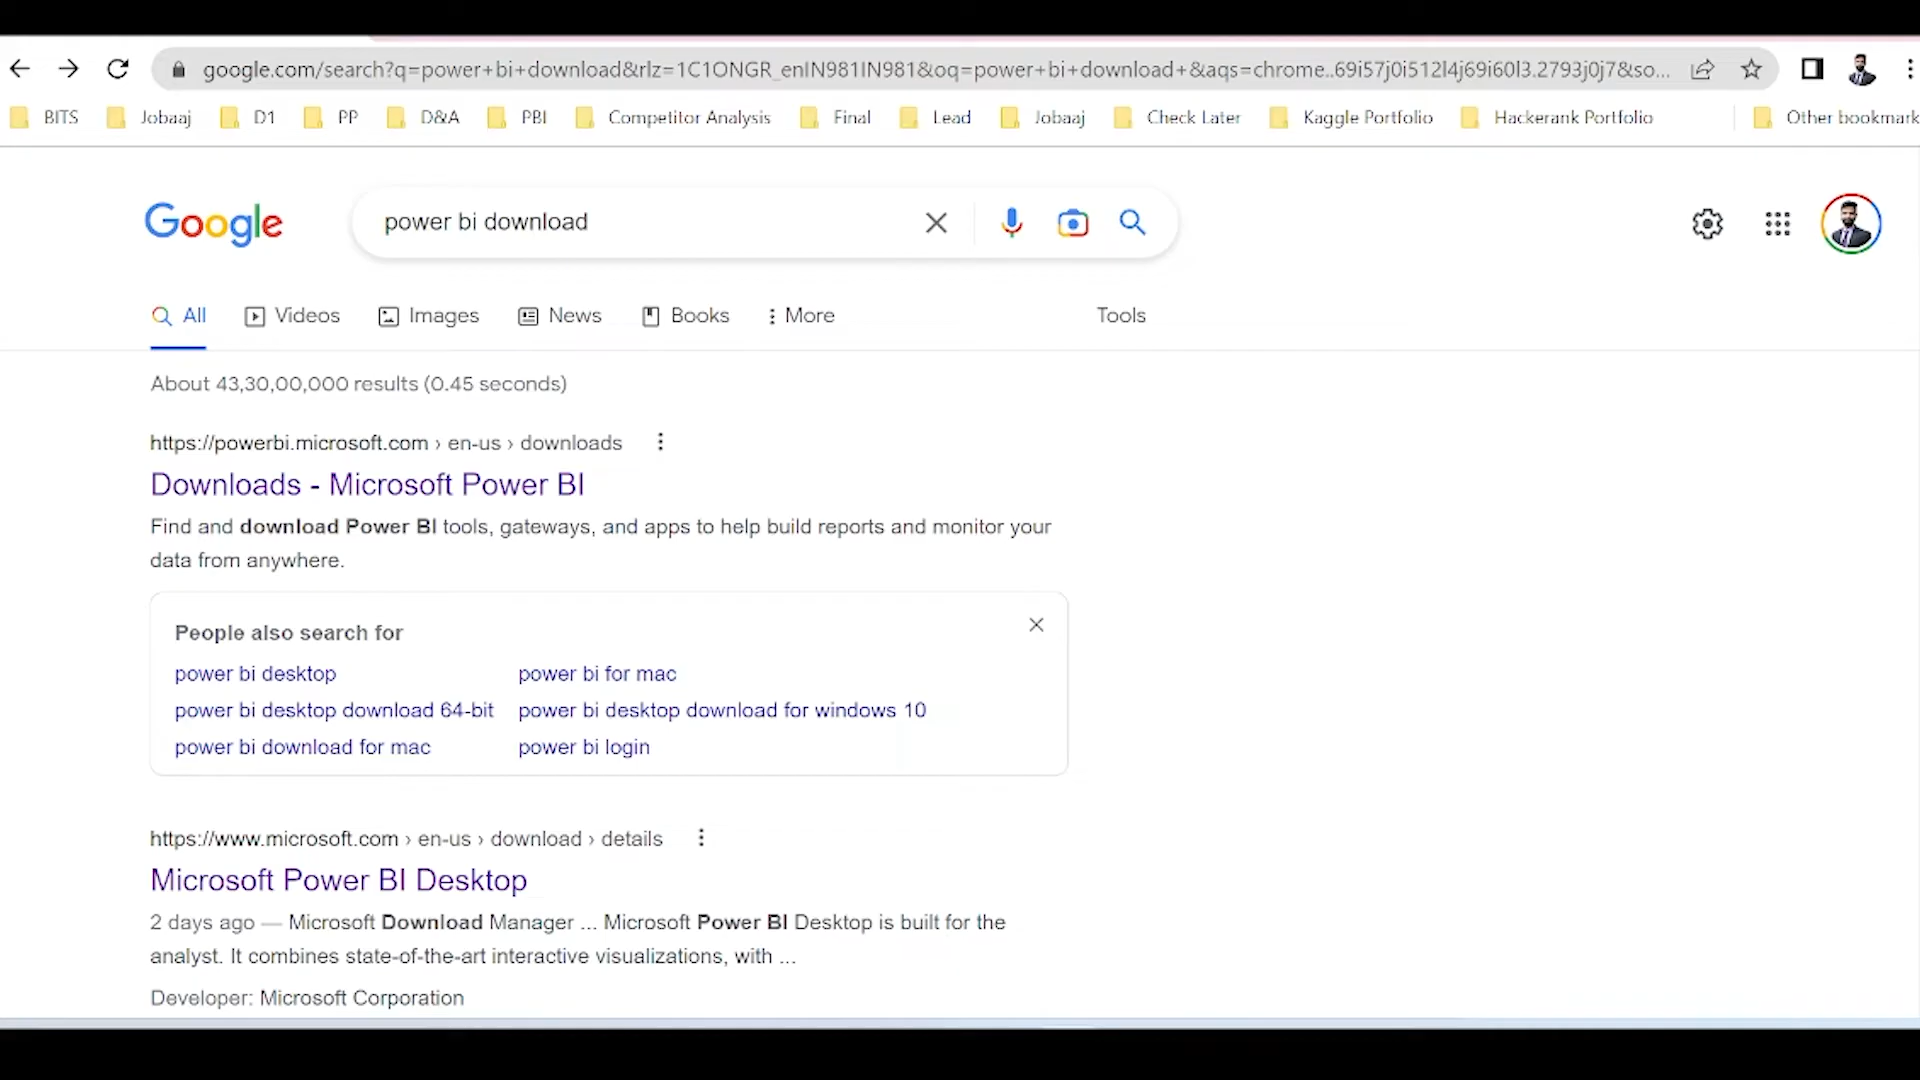 google.com/search?q=power+bi+download&rlz=1C1ONGR_enIN981IN981&oq=power+bi+download+&aqs=chrome..69i57j0i512l4j69i60l3.2793j0j7&so...
BITS Jobaaj D1 PP D&A PBI Competitor Analysis Final Lead Jobaaj Check Later Kaggle Portfolio Hackerank Portfolio Other bookmark
Google power bi download
All Videos Images News Books More Tools
About 43,30,00,000 results (0.45 seconds)
https://powerbi.microsoft.com › en-us › downloads
Downloads - Microsoft Power BI
Find and download Power BI tools, gateways, and apps to help build reports and monitor your
data from anywhere.
People also search for
power bi desktop power bi for mac
power bi desktop download 64-bit power bi desktop download for windows 10
power bi download for mac power bi login
https://www.microsoft.com › en-us › download › details
Microsoft Power BI Desktop
2 days ago — Microsoft Download Manager ... Microsoft Power BI Desktop is built for the
analyst. It combines state-of-the-art interactive visualizations, with ...
Developer: Microsoft Corporation